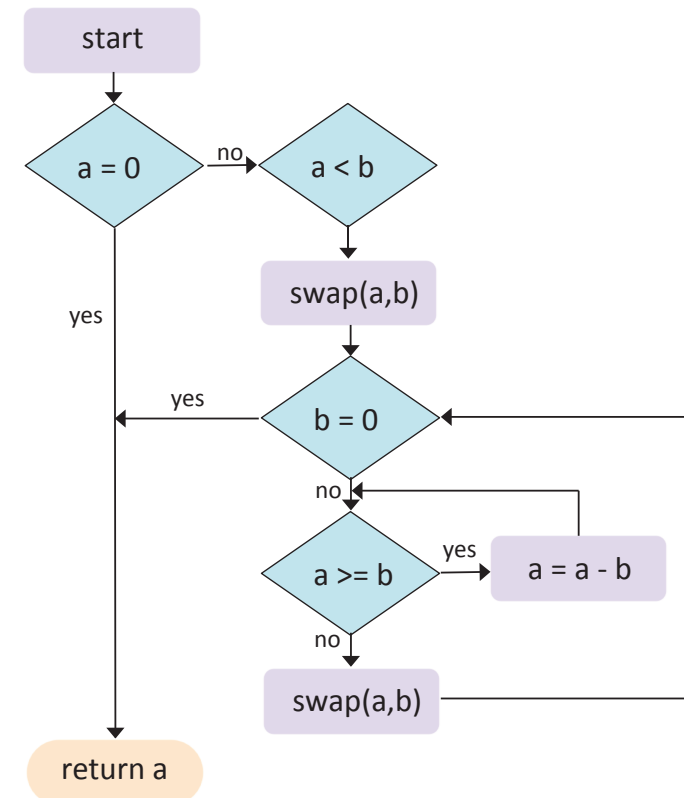 start
a = 0
no
a < b
swap(a,b)
yes
yes
b = 0
no
a >= b
yes
a = a - b
no
swap(a,b)
return a